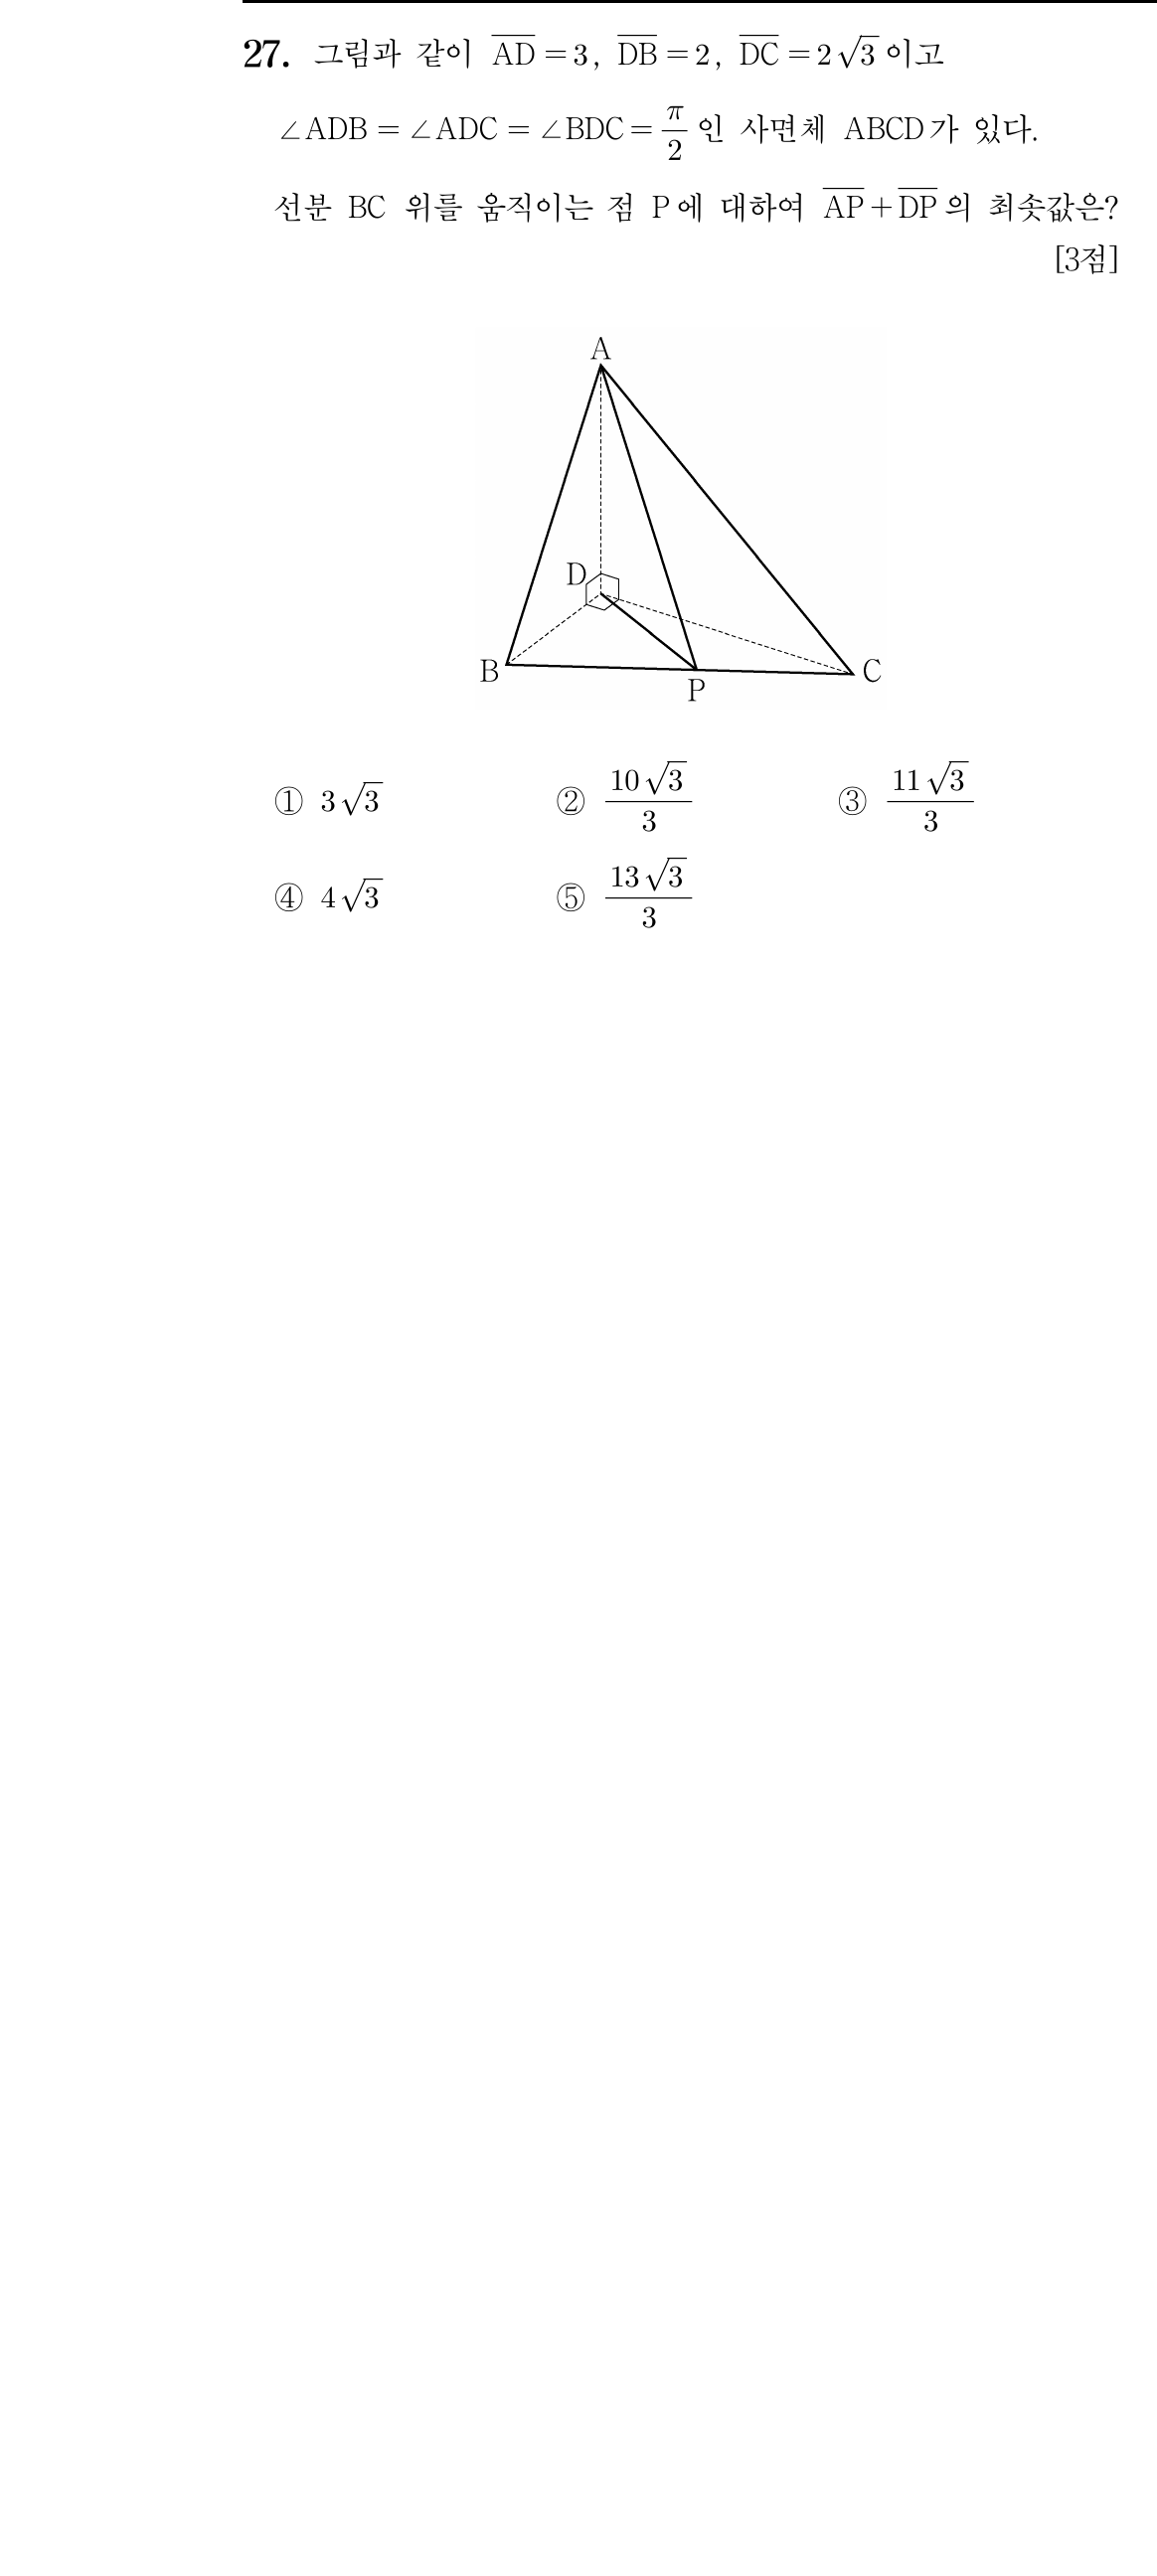 27. 그림과 같이 $\overline{AD}=3$, $\overline{DB}=2$, $\overline{DC}=2\sqrt{3}$ 이고
$\angle ADB = \angle ADC = \angle BDC = \frac{\pi}{2}$ 인 사면체 ABCD가 있다.
선분 BC 위를 움직이는 점 P에 대하여 $\overline{AP}+\overline{DP}$의 최솟값은?
[3점]
A
D
B
C
P
① $3\sqrt{3}$ ② $\frac{10\sqrt{3}}{3}$ ③ $\frac{11\sqrt{3}}{3}$
④ $4\sqrt{3}$ ⑤ $\frac{13\sqrt{3}}{3}$